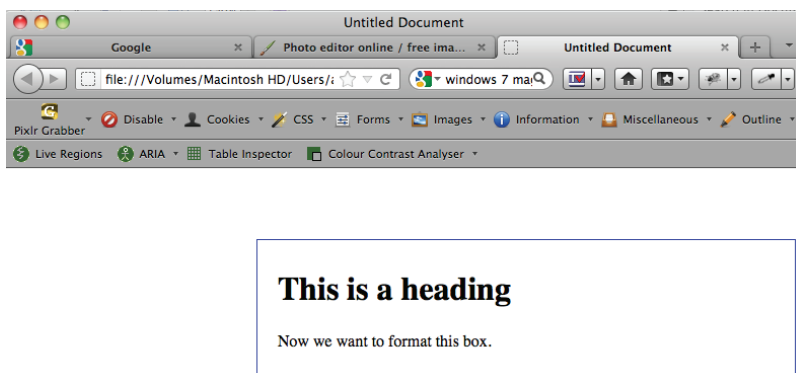 Untitled Document
Google Photo editor online / free ima... Untitled Document
file:///Volumes/Macintosh HD/Users/ windows 7 ma
Pixlr Grabber Disable Cookies CSS Forms Images Information Miscellaneous Outline
Live Regions ARIA Table Inspector Colour Contrast Analyser
This is a heading
Now we want to format this box.